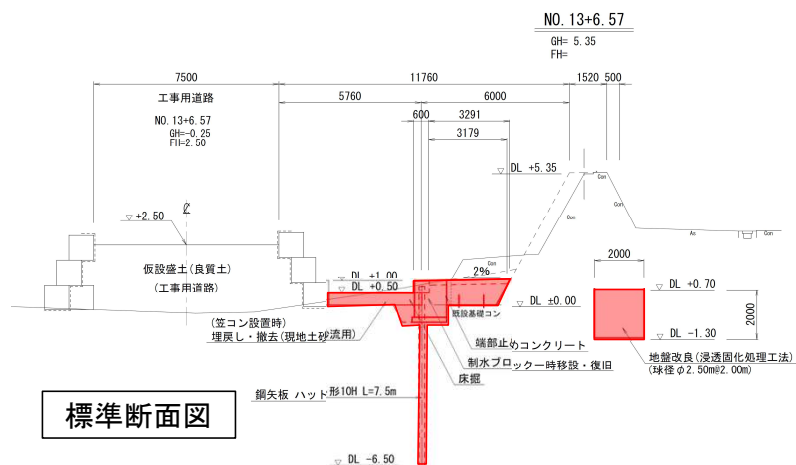 NO.13+6.57
GH= 5.35
FH=
7500
11760
1520
500
工事用道路
5760
6000
NO.13+6.57
GH=-0.25
FH=2.50
600
3291
3179
DL +5.35
Con
Con
Con
As
Con
+2.50
Con
2%
仮設盛土(良質土)
(工事用道路)
DL +1.00
DL +0.50
DL ±0.00
既設基礎コン
2000
DL +0.70
2000
DL -1.30
(笠コン設置時)
埋戻し・撤去(現地土砂流用)
端部止めコンクリート
制水ブロック一時移設・復旧
床掘
地盤改良(浸透固化処理工法)
(球径φ2.50m@2.00m)
鋼矢板 ハット形10H L=7.5m
標準断面図
DL -6.50